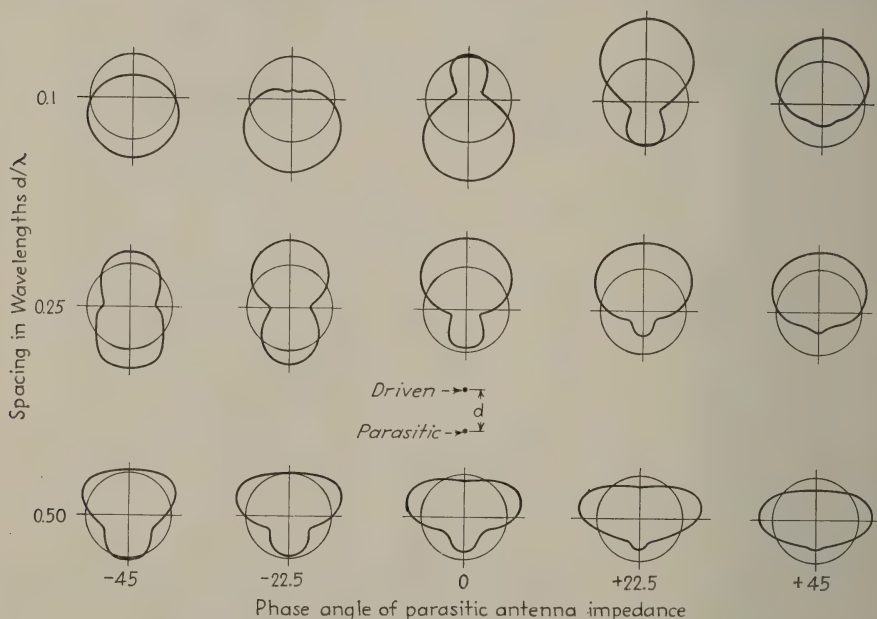 Spacing in Wavelengths d/λ
0.1
0.25
0.50
Driven
d
Parasitic
-45
-22.5
0
+22.5
+45
Phase angle of parasitic antenna impedance